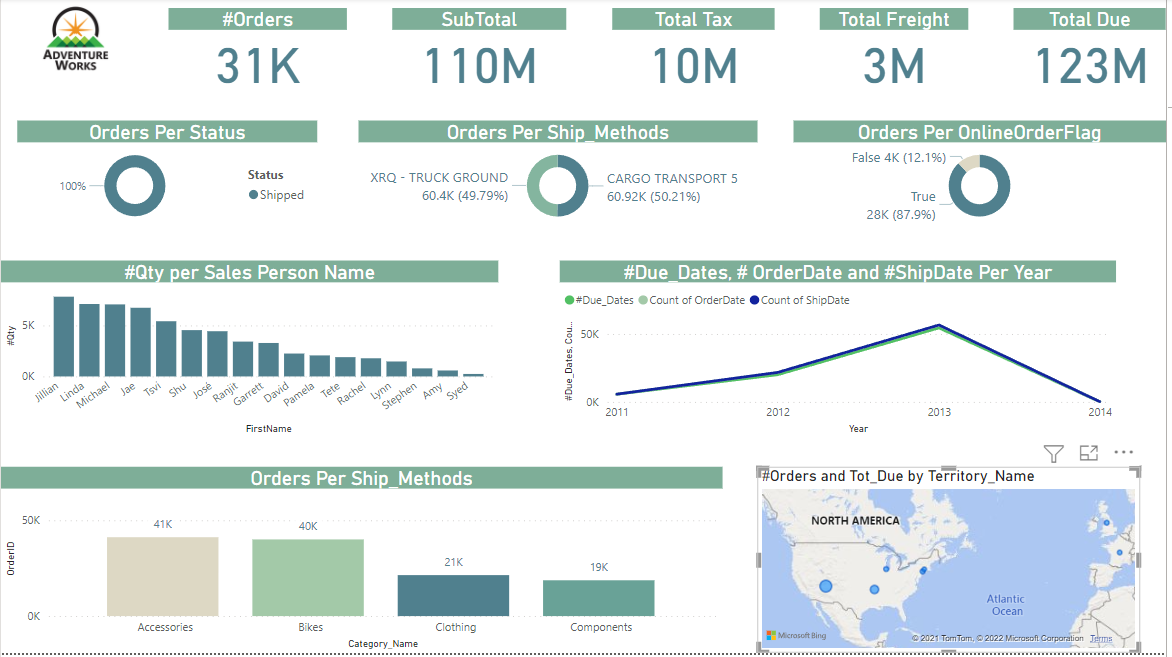 ADVENTURE
WORKS
#Orders
31K
SubTotal
110M
Total Tax
10M
Total Freight
3M
Total Due
123M
Orders Per Status
100%
Status
Shipped
Orders Per Ship_Methods
XRQ - TRUCK GROUND
60.4K (49.79%)
CARGO TRANSPORT 5
60.92K (50.21%)
Orders Per OnlineOrderFlag
False 4K (12.1%)
True
28K (87.9%)
#Qty per Sales Person Name
#Qty
5K
0K
Jillian
Linda
Michael
Jae
Tsvi
Shu
José
Ranjit
Garrett
David
Pamela
Tete
Rachel
Lynn
Stephen
Amy
Syed
FirstName
#Due_Dates, # OrderDate and #ShipDate Per Year
#Due_Dates
Count of OrderDate
Count of ShipDate
#Due_Dates, Cou...
50K
0K
2011
2012
2013
2014
Year
Orders Per Ship_Methods
OrderID
50K
0K
41K
40K
21K
19K
Accessories
Bikes
Clothing
Components
Category_Name
#Orders and Tot_Due by Territory_Name
NORTH AMERICA
Atlantic
Ocean
Microsoft Bing
© 2021 TomTom, © 2022 Microsoft Corporation Terms